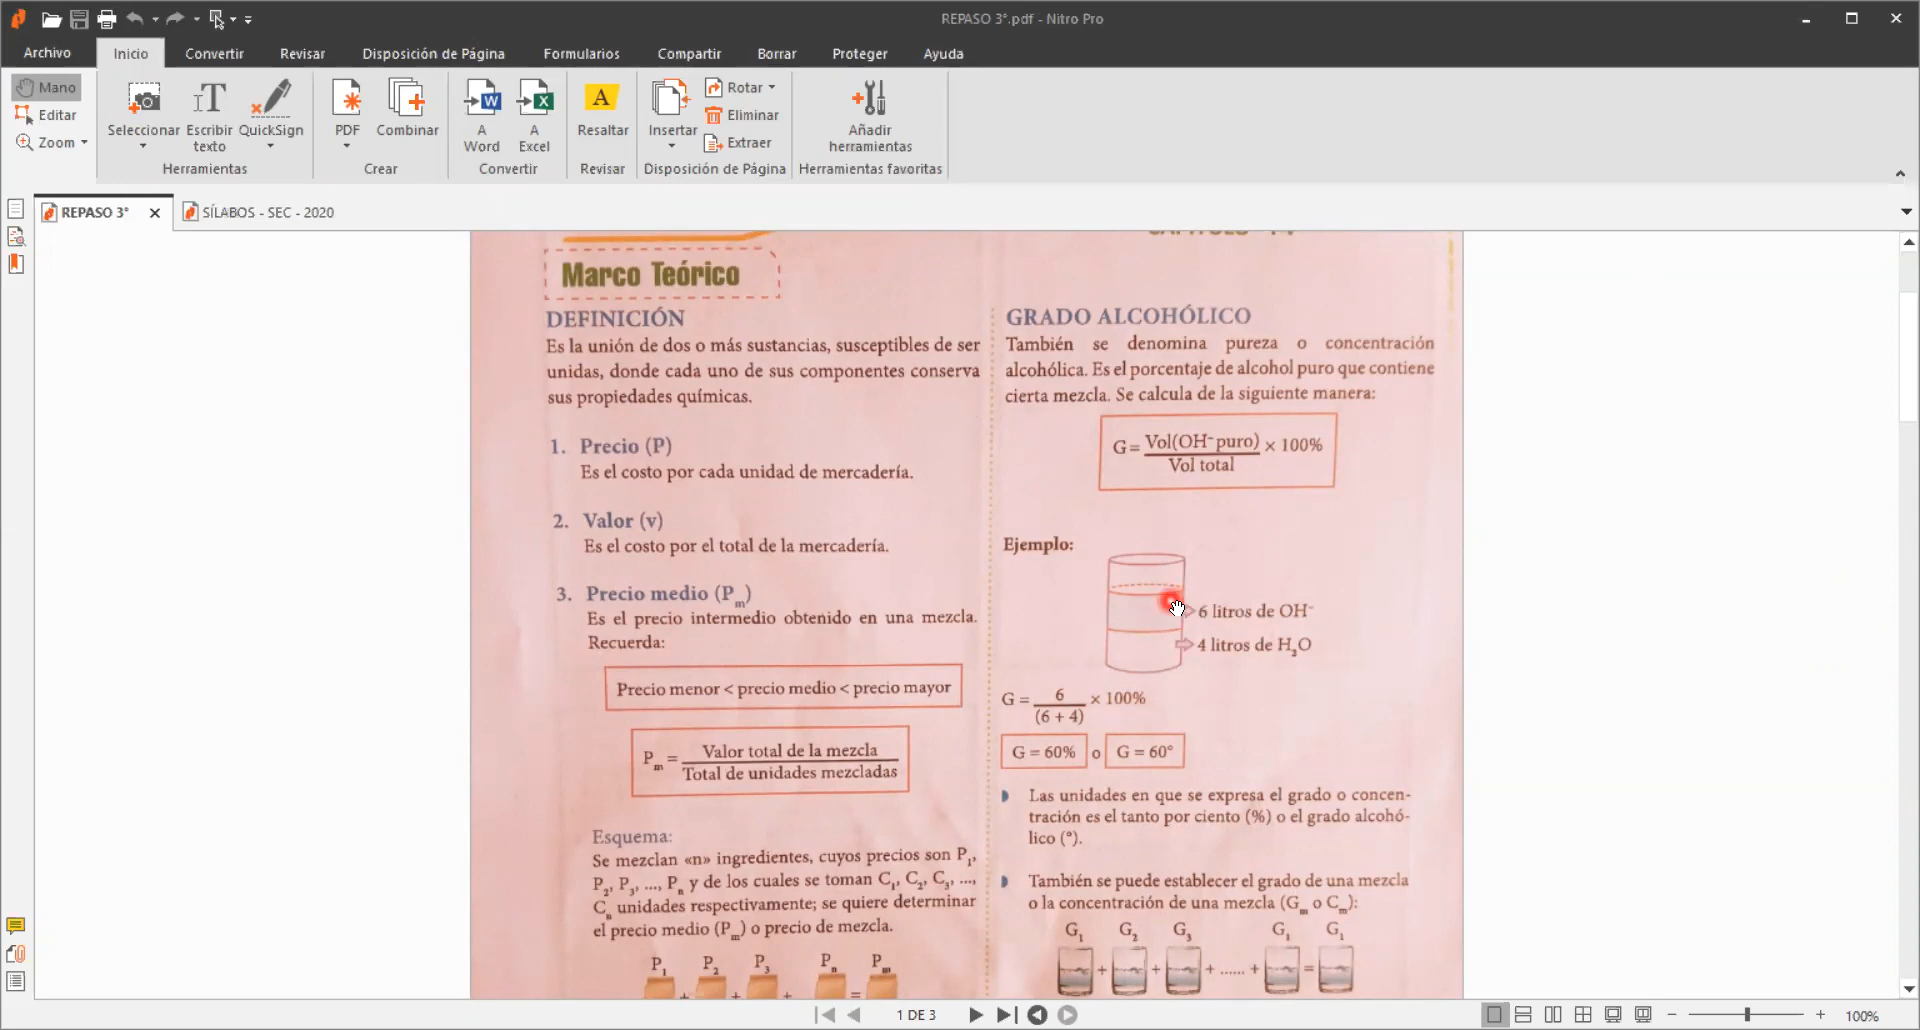 REPASO 3°.pdf - Nitro Pro
Archivo Inicio Convertir Revisar Disposición de Página Formularios Compartir Borrar Proteger Ayuda
Mano
Editar
Zoom
Seleccionar
Escribir texto
QuickSign
Herramientas
PDF
Combinar
Crear
A Word
A Excel
Convertir
A
Resaltar
Revisar
Insertar
Rotar
Eliminar
Extraer
Disposición de Página
Añadir herramientas
Herramientas favoritas
REPASO 3°
SÍLABOS - SEC - 2020
Marco Teórico
DEFINICIÓN
Es la unión de dos o más sustancias, susceptibles de ser
unidas, donde cada uno de sus componentes conserva
sus propiedades químicas.
1. Precio (P)
Es el costo por cada unidad de mercadería.
2. Valor (v)
Es el costo por el total de la mercadería.
3. Precio medio (Pm)
Es el precio intermedio obtenido en una mezcla.
Recuerda:
Precio menor < precio medio < precio mayor
Pm = Valor total de la mezcla
Total de unidades mezcladas
Esquema:
Se mezclan «n» ingredientes, cuyos precios son P1,
P2, P3, ..., Pn y de los cuales se toman C1, C2, C3, ...,
Cn unidades respectivamente; se quiere determinar
el precio medio (Pm) o precio de mezcla.
P1 P2 P3 Pn Pm
+ + + =
GRADO ALCOHÓLICO
También se denomina pureza o concentración
alcohólica. Es el porcentaje de alcohol puro que contiene
cierta mezcla. Se calcula de la siguiente manera:
G = Vol(OH⁻puro) × 100%
Vol total
Ejemplo:
6 litros de OH⁻
4 litros de H₂O
G = 6 × 100%
(6 + 4)
G = 60% o G = 60°
Las unidades en que se expresa el grado o concen-
tración es el tanto por ciento (%) o el grado alcohó-
lico (°).
También se puede establecer el grado de una mezcla
o la concentración de una mezcla (Gm o Cm):
G1 G2 G3 G1 G1
+ + + ...... + =
1 DE 3
100%